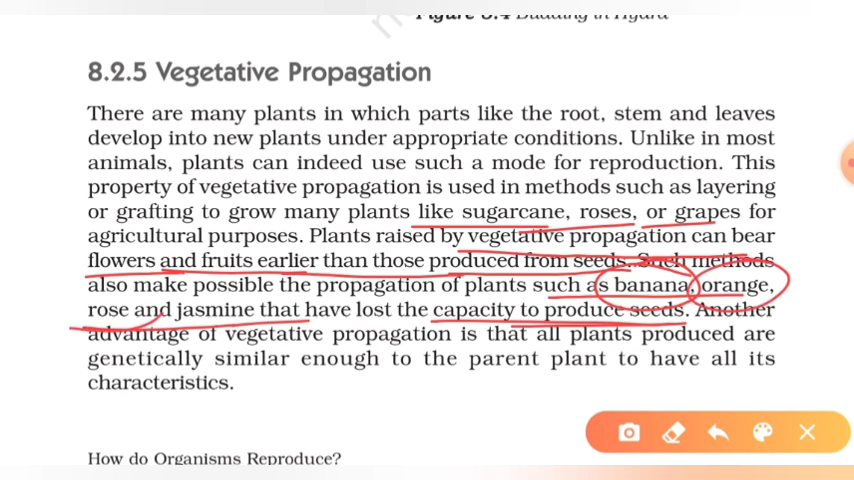 Figure 8.4 Budding in Hydra
8.2.5 Vegetative Propagation
There are many plants in which parts like the root, stem and leaves
develop into new plants under appropriate conditions. Unlike in most
animals, plants can indeed use such a mode for reproduction. This
property of vegetative propagation is used in methods such as layering
or grafting to grow many plants like sugarcane, roses, or grapes for
agricultural purposes. Plants raised by vegetative propagation can bear
flowers and fruits earlier than those produced from seeds. Such methods
also make possible the propagation of plants such as banana, orange,
rose and jasmine that have lost the capacity to produce seeds. Another
advantage of vegetative propagation is that all plants produced are
genetically similar enough to the parent plant to have all its
characteristics.
How do Organisms Reproduce?